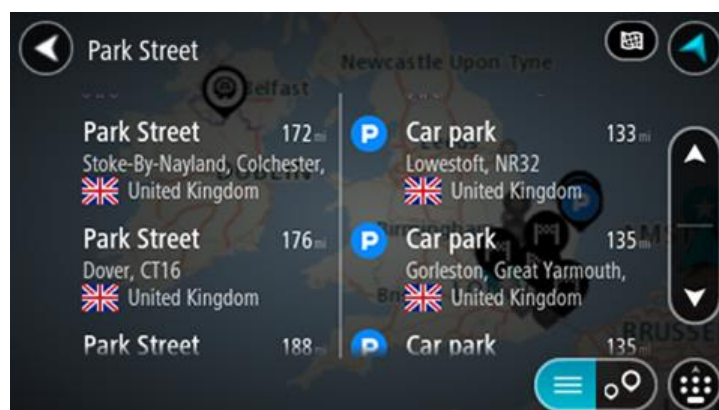 Park Street
Newcastle Upon Tyne
Belfast
Park Street 172 mi
Stoke-By-Nayland, Colchester,
United Kingdom
Park Street 176 mi
Dover, CT16
United Kingdom
Park Street 188
P Car park 133 mi
Lowestoft, NR32
United Kingdom
P Car park 135 mi
Gorleston, Great Yarmouth,
United Kingdom
P Car park 135
DUBLIN
BRUSSE